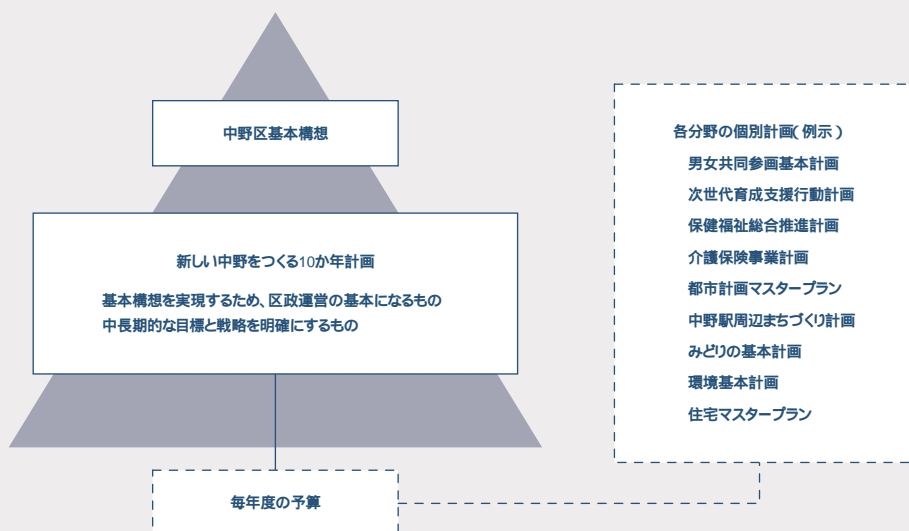 中野区基本構想
新しい中野をつくる10か年計画
基本構想を実現するため、区政運営の基本になるもの
中長期的な目標と戦略を明確にするもの
毎年度の予算
各分野の個別計画(例示)
男女共同参画基本計画
次世代育成支援行動計画
保健福祉総合推進計画
介護保険事業計画
都市計画マスタープラン
中野駅周辺まちづくり計画
みどりの基本計画
環境基本計画
住宅マスタープラン